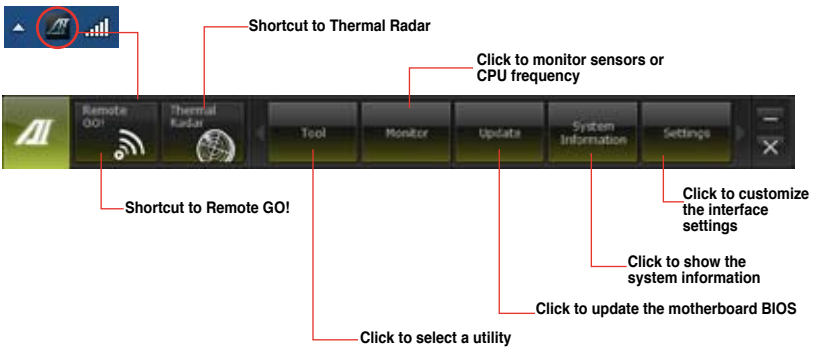 Shortcut to Thermal Radar
Click to monitor sensors or
CPU frequency
Remote
GO!
Thermal
Radar
Tool
Monitor
Update
System
Information
Settings
Shortcut to Remote GO!
Click to customize
the interface
settings
Click to show the
system information
Click to update the motherboard BIOS
Click to select a utility